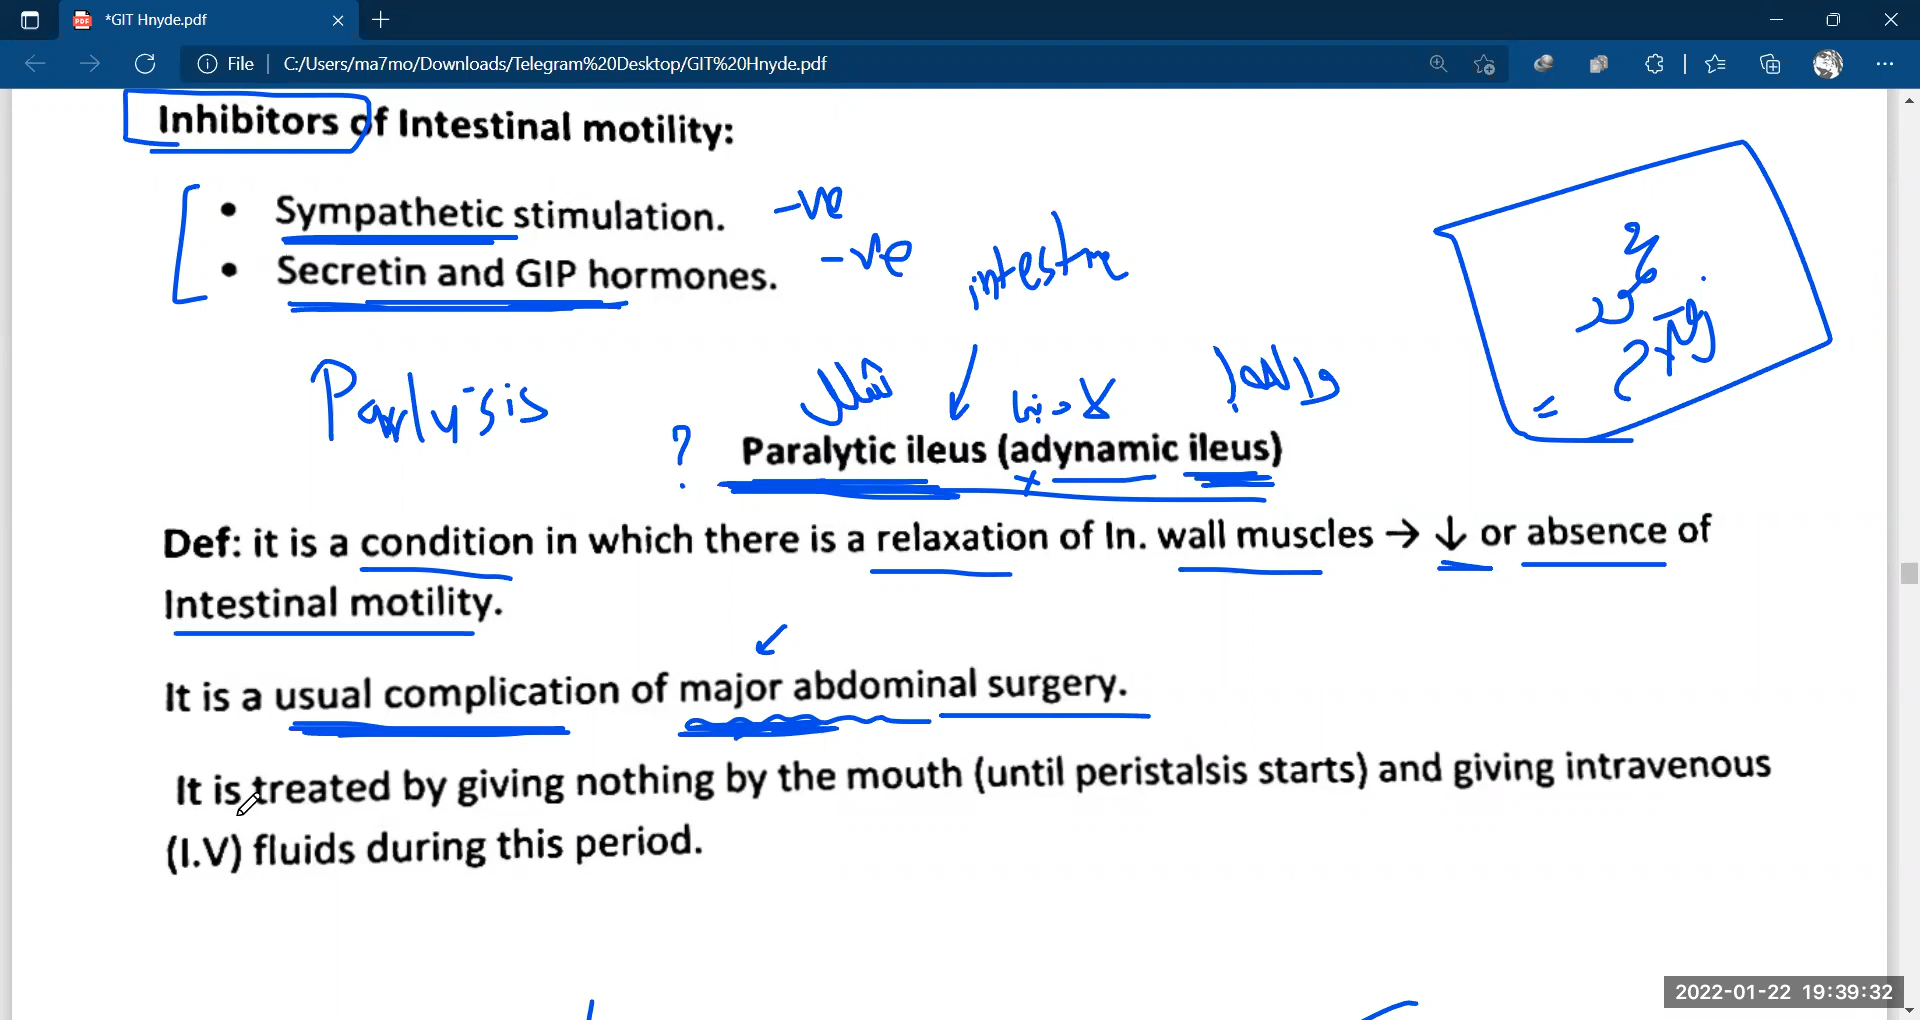 *GIT Hnyde.pdf
File
C:/Users/ma7mo/Downloads/Telegram%20Desktop/GIT%20Hnyde.pdf
Inhibitors of Intestinal motility:
• Sympathetic stimulation. -ve
• Secretin and GIP hormones. -ve
Parlysis
?
Paralytic ileus (adynamic ileus)
Def: it is a condition in which there is a relaxation of In. wall muscles → ↓ or absence of
Intestinal motility.
It is a usual complication of major abdominal surgery.
It is treated by giving nothing by the mouth (until peristalsis starts) and giving intravenous
(I.V) fluids during this period.
2022-01-22 19:39:32